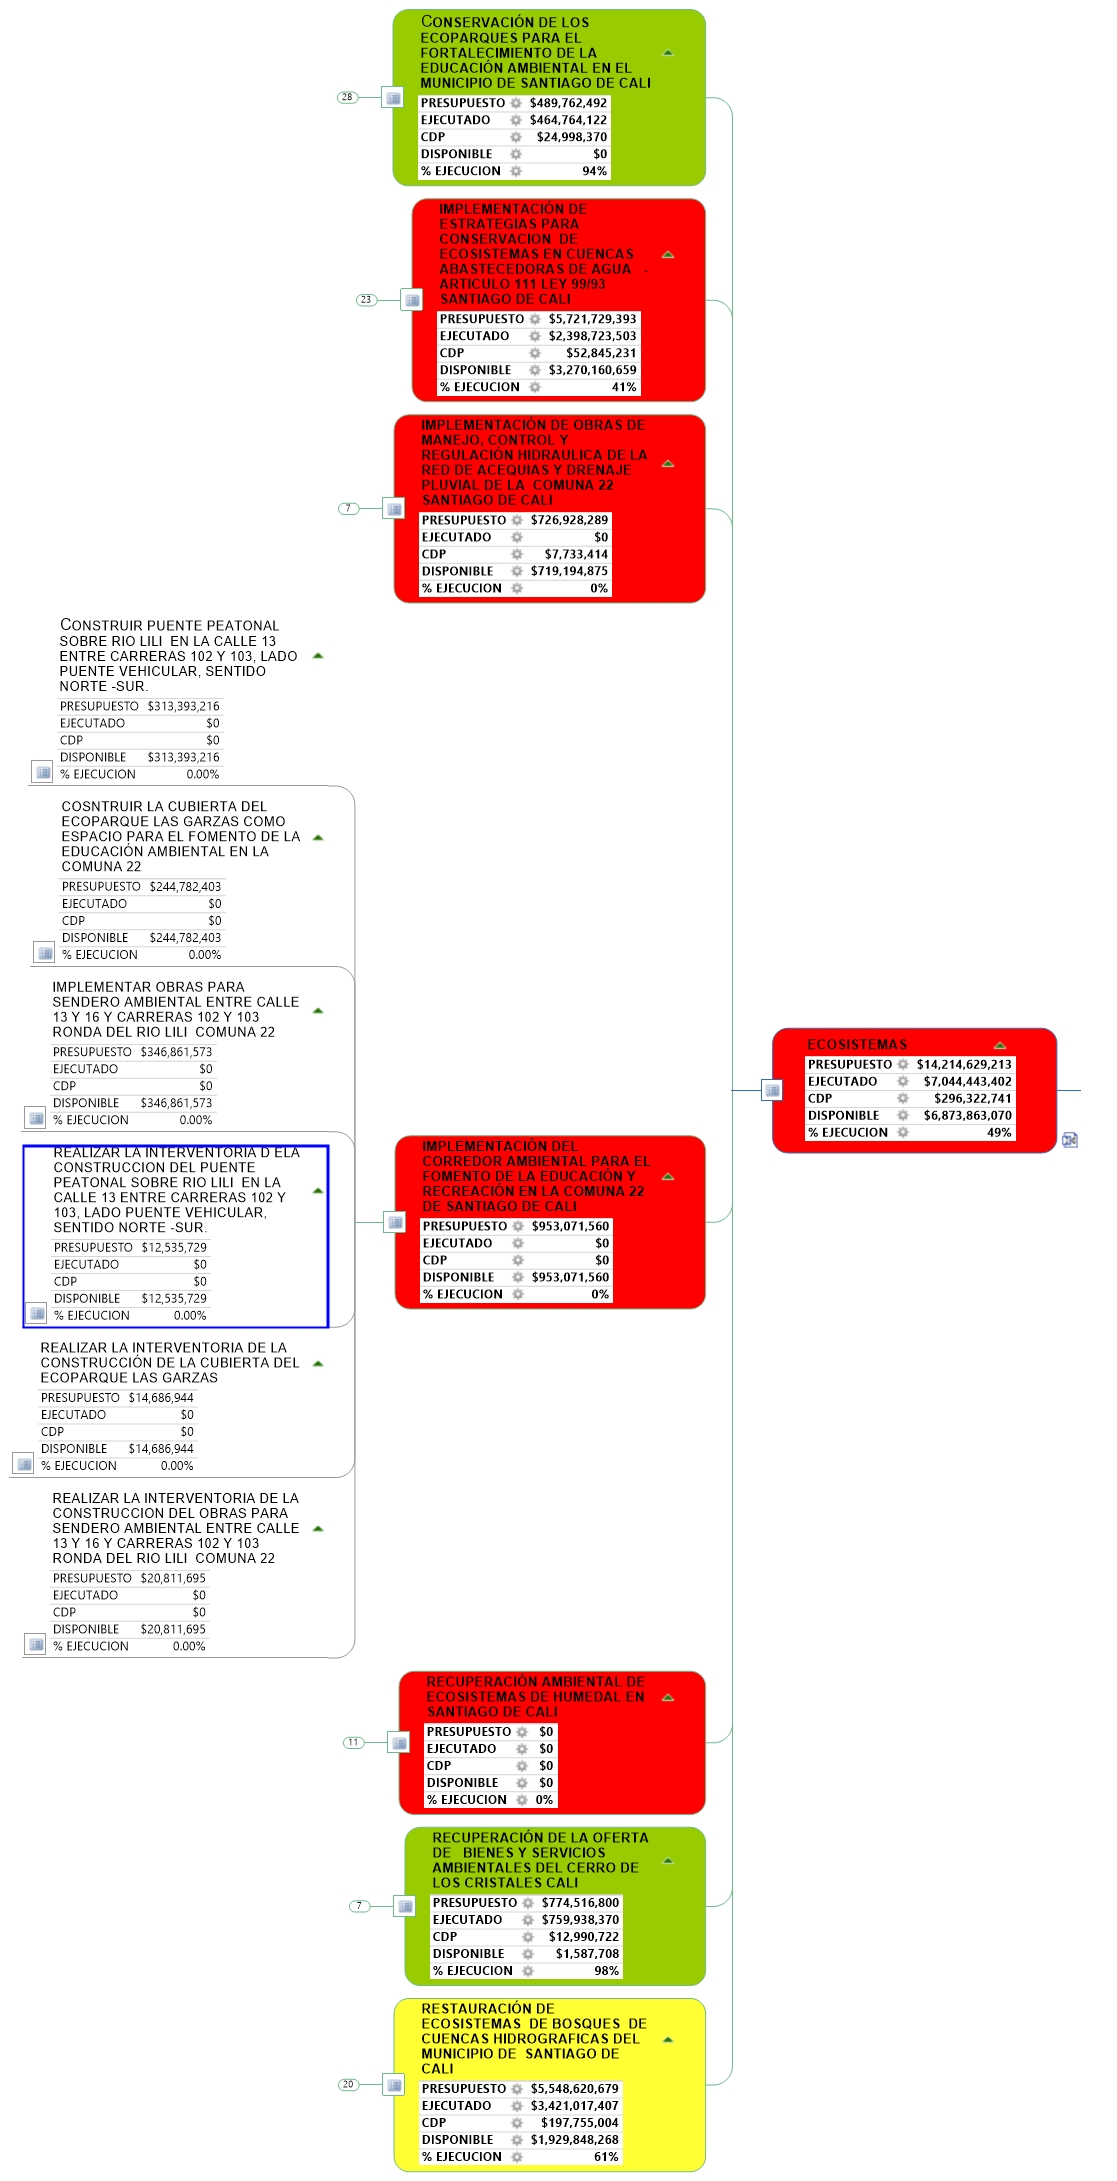 CONSERVACIÓN DE LOS
ECOPARQUES PARA EL
FORTALECIMIENTO DE LA
EDUCACIÓN AMBIENTAL EN EL
MUNICIPIO DE SANTIAGO DE CALI
28
PRESUPUESTO $489,762,492
EJECUTADO $464,764,122
CDP $24,998,370
DISPONIBLE $0
% EJECUCION 94%
IMPLEMENTACIÓN DE
ESTRATEGIAS PARA
CONSERVACION DE
ECOSISTEMAS EN CUENCAS
ABASTECEDORAS DE AGUA -
ARTICULO 111 LEY 99/93
SANTIAGO DE CALI
23
PRESUPUESTO $5,721,729,393
EJECUTADO $2,398,723,503
CDP $52,845,231
DISPONIBLE $3,270,160,659
% EJECUCION 41%
IMPLEMENTACIÓN DE OBRAS DE
MANEJO, CONTROL Y
REGULACIÓN HIDRAULICA DE LA
RED DE ACEQUIAS Y DRENAJE
PLUVIAL DE LA COMUNA 22
SANTIAGO DE CALI
7
PRESUPUESTO $726,928,289
EJECUTADO $0
CDP $7,733,414
DISPONIBLE $719,194,875
% EJECUCION 0%
CONSTRUIR PUENTE PEATONAL
SOBRE RIO LILI EN LA CALLE 13
ENTRE CARRERAS 102 Y 103, LADO
PUENTE VEHICULAR, SENTIDO
NORTE -SUR.
PRESUPUESTO $313,393,216
EJECUTADO $0
CDP $0
DISPONIBLE $313,393,216
% EJECUCION 0.00%
COSNTRUIR LA CUBIERTA DEL
ECOPARQUE LAS GARZAS COMO
ESPACIO PARA EL FOMENTO DE LA
EDUCACIÓN AMBIENTAL EN LA
COMUNA 22
PRESUPUESTO $244,782,403
EJECUTADO $0
CDP $0
DISPONIBLE $244,782,403
% EJECUCION 0.00%
IMPLEMENTAR OBRAS PARA
SENDERO AMBIENTAL ENTRE CALLE
13 Y 16 Y CARRERAS 102 Y 103
RONDA DEL RIO LILI COMUNA 22
PRESUPUESTO $346,861,573
EJECUTADO $0
CDP $0
DISPONIBLE $346,861,573
% EJECUCION 0.00%
REALIZAR LA INTERVENTORIA D ELA
CONSTRUCCION DEL PUENTE
PEATONAL SOBRE RIO LILI EN LA
CALLE 13 ENTRE CARRERAS 102 Y
103, LADO PUENTE VEHICULAR,
SENTIDO NORTE -SUR.
PRESUPUESTO $12,535,729
EJECUTADO $0
CDP $0
DISPONIBLE $12,535,729
% EJECUCION 0.00%
REALIZAR LA INTERVENTORIA DE LA
CONSTRUCCIÓN DE LA CUBIERTA DEL
ECOPARQUE LAS GARZAS
PRESUPUESTO $14,686,944
EJECUTADO $0
CDP $0
DISPONIBLE $14,686,944
% EJECUCION 0.00%
REALIZAR LA INTERVENTORIA DE LA
CONSTRUCCION DEL OBRAS PARA
SENDERO AMBIENTAL ENTRE CALLE
13 Y 16 Y CARRERAS 102 Y 103
RONDA DEL RIO LILI COMUNA 22
PRESUPUESTO $20,811,695
EJECUTADO $0
CDP $0
DISPONIBLE $20,811,695
% EJECUCION 0.00%
IMPLEMENTACIÓN DEL
CORREDOR AMBIENTAL PARA EL
FOMENTO DE LA EDUCACIÓN Y
RECREACIÓN EN LA COMUNA 22
DE SANTIAGO DE CALI
PRESUPUESTO $953,071,560
EJECUTADO $0
CDP $0
DISPONIBLE $953,071,560
% EJECUCION 0%
ECOSISTEMAS
PRESUPUESTO $14,214,629,213
EJECUTADO $7,044,443,402
CDP $296,322,741
DISPONIBLE $6,873,863,070
% EJECUCION 49%
RECUPERACIÓN AMBIENTAL DE
ECOSISTEMAS DE HUMEDAL EN
SANTIAGO DE CALI
11
PRESUPUESTO $0
EJECUTADO $0
CDP $0
DISPONIBLE $0
% EJECUCION 0%
RECUPERACIÓN DE LA OFERTA
DE BIENES Y SERVICIOS
AMBIENTALES DEL CERRO DE
LOS CRISTALES CALI
7
PRESUPUESTO $774,516,800
EJECUTADO $759,938,370
CDP $12,990,722
DISPONIBLE $1,587,708
% EJECUCION 98%
RESTAURACIÓN DE
ECOSISTEMAS DE BOSQUES DE
CUENCAS HIDROGRAFICAS DEL
MUNICIPIO DE SANTIAGO DE
CALI
20
PRESUPUESTO $5,548,620,679
EJECUTADO $3,421,017,407
CDP $197,755,004
DISPONIBLE $1,929,848,268
% EJECUCION 61%